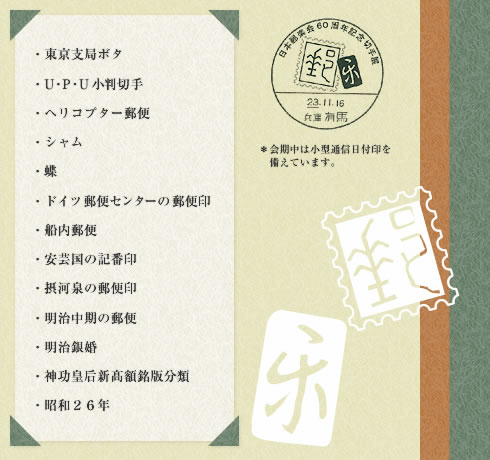 ・東京支局ボタ
・U・P・U小判切手
・ヘリコプター郵便
・シャム
・蝶
・ドイツ郵便センターの郵便印
・船内郵便
・安芸国の記番印
・摂河泉の郵便印
・明治中期の郵便
・明治銀婚
・神功皇后新高額銘版分類
・昭和２６年
日本郵楽会60周年記念切手展
郵
楽
23.11.16
兵庫 有馬
＊会期中は小型通信日付印を
備えています。
郵
楽